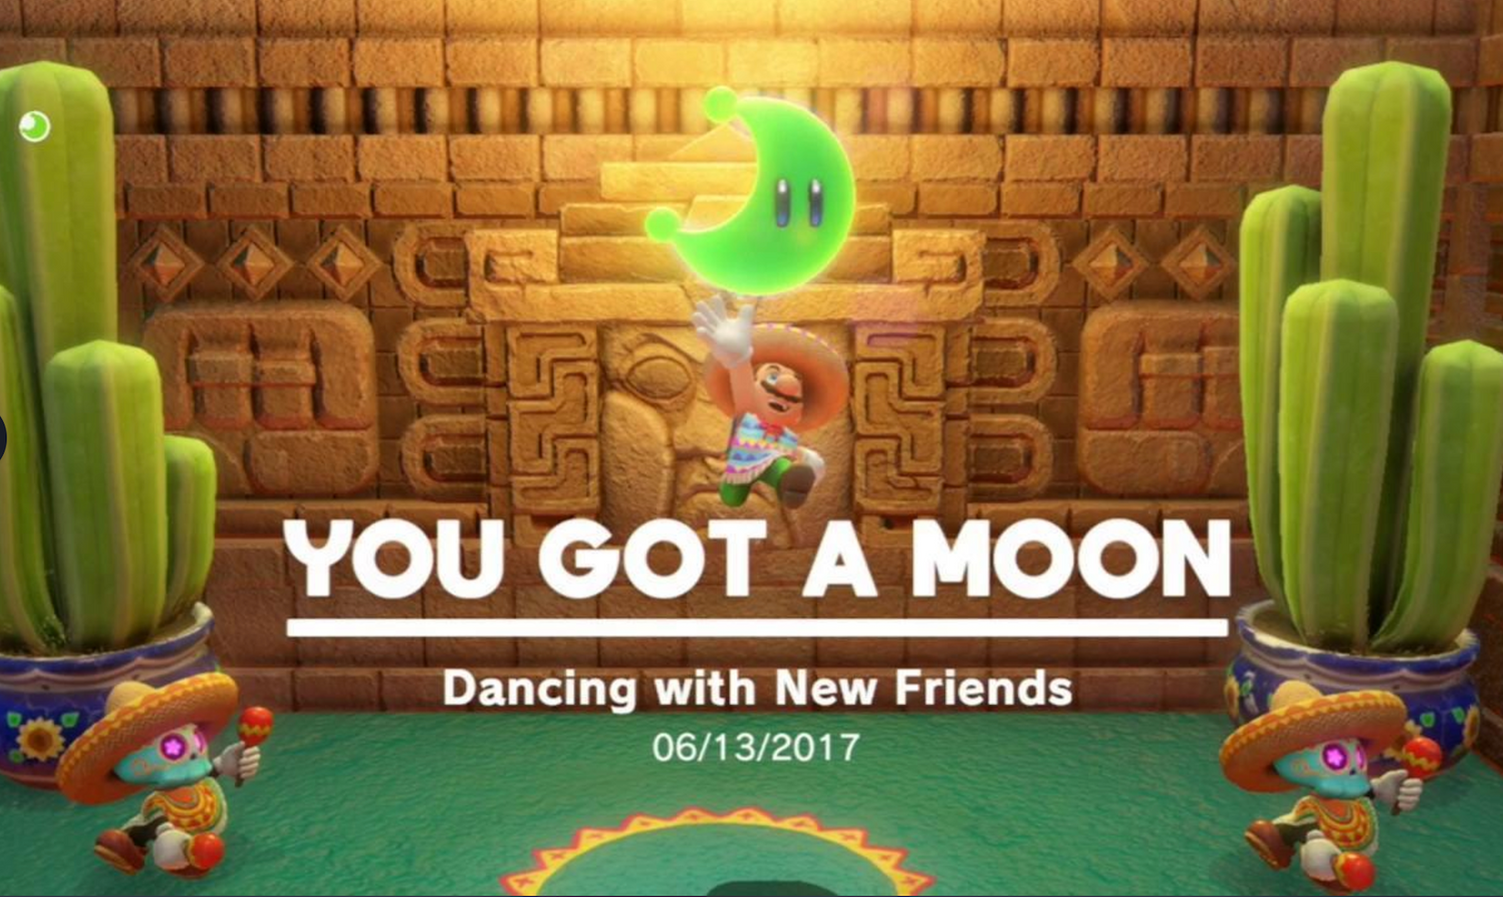 YOU GOT A MOON
Dancing with New Friends
06/13/2017